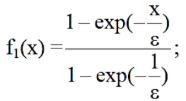 f₁(x) = (1 − exp(−x/ε)) / (1 − exp(−1/ε));